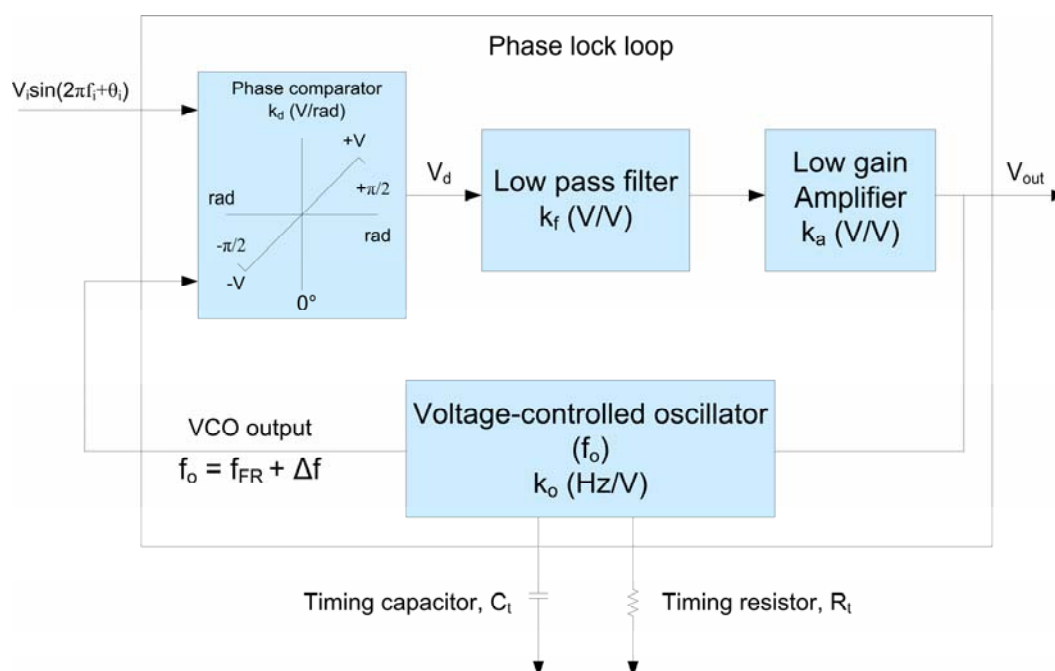 Phase lock loop
Vᵢsin(2πfᵢ+θᵢ)
Phase comparator
k_d (V/rad)
+V
rad
+π/2
-π/2
rad
-V
0°
V_d
Low pass filter
k_f (V/V)
Low gain
Amplifier
k_a (V/V)
V_out
VCO output
f_o = f_FR + Δf
Voltage-controlled oscillator
(f_o)
k_o (Hz/V)
Timing capacitor, C_t
Timing resistor, R_t